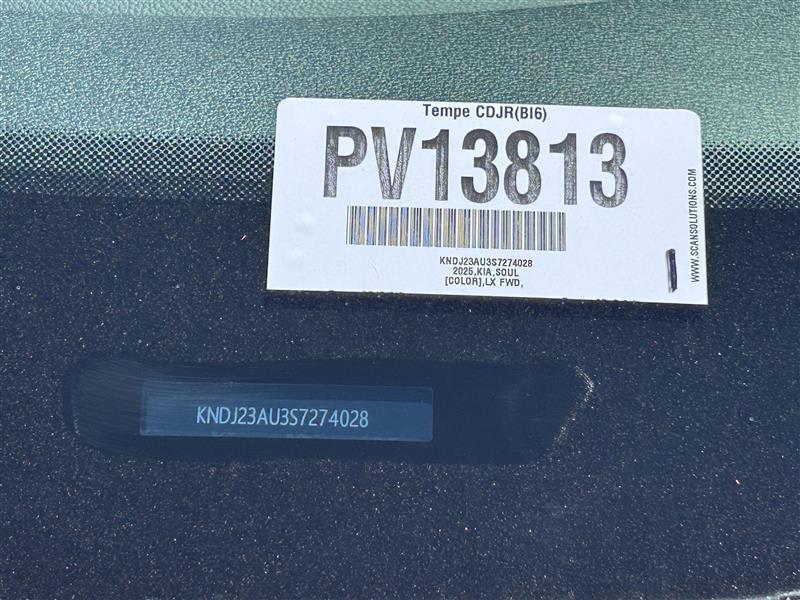 Tempe CDJR(BI6)
PV13813
KNDJ23AU3S7274028
2025,KIA,SOUL
[COLOR],LX FWD,
WWW.SCANSOLUTIONS.COM
KNDJ23AU3S7274028